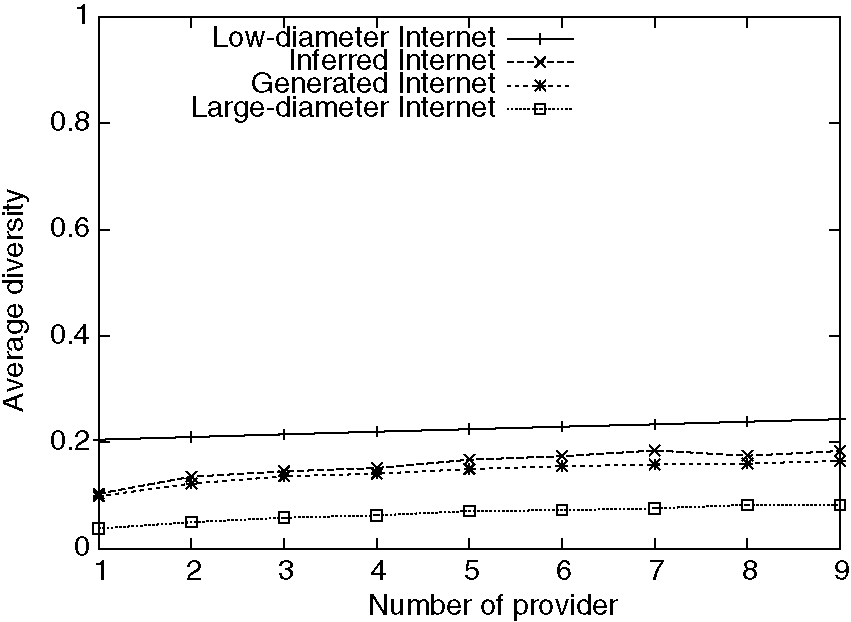 Low-diameter Internet
Inferred Internet
Generated Internet
Large-diameter Internet
1
0.8
0.6
0.4
0.2
0
Average diversity
1 2 3 4 5 6 7 8 9
Number of provider